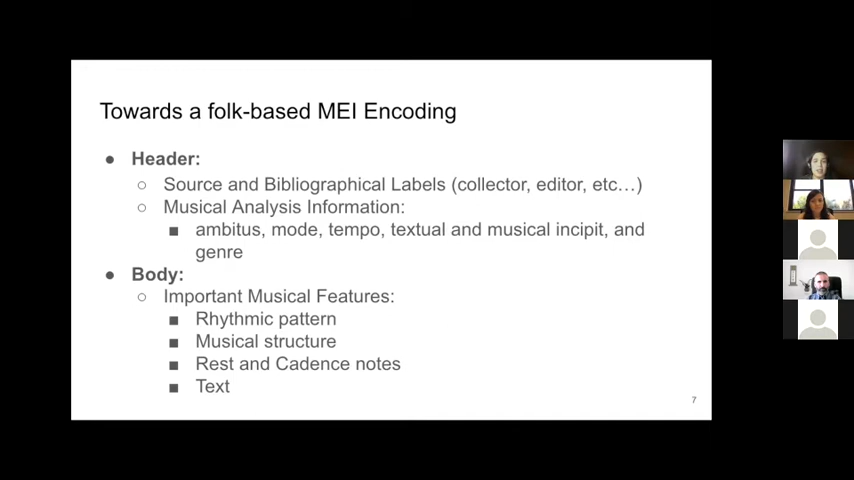 Towards a folk-based MEI Encoding
● Header:
○ Source and Bibliographical Labels (collector, editor, etc…)
○ Musical Analysis Information:
■ ambitus, mode, tempo, textual and musical incipit, and
genre
● Body:
○ Important Musical Features:
■ Rhythmic pattern
■ Musical structure
■ Rest and Cadence notes
■ Text
7